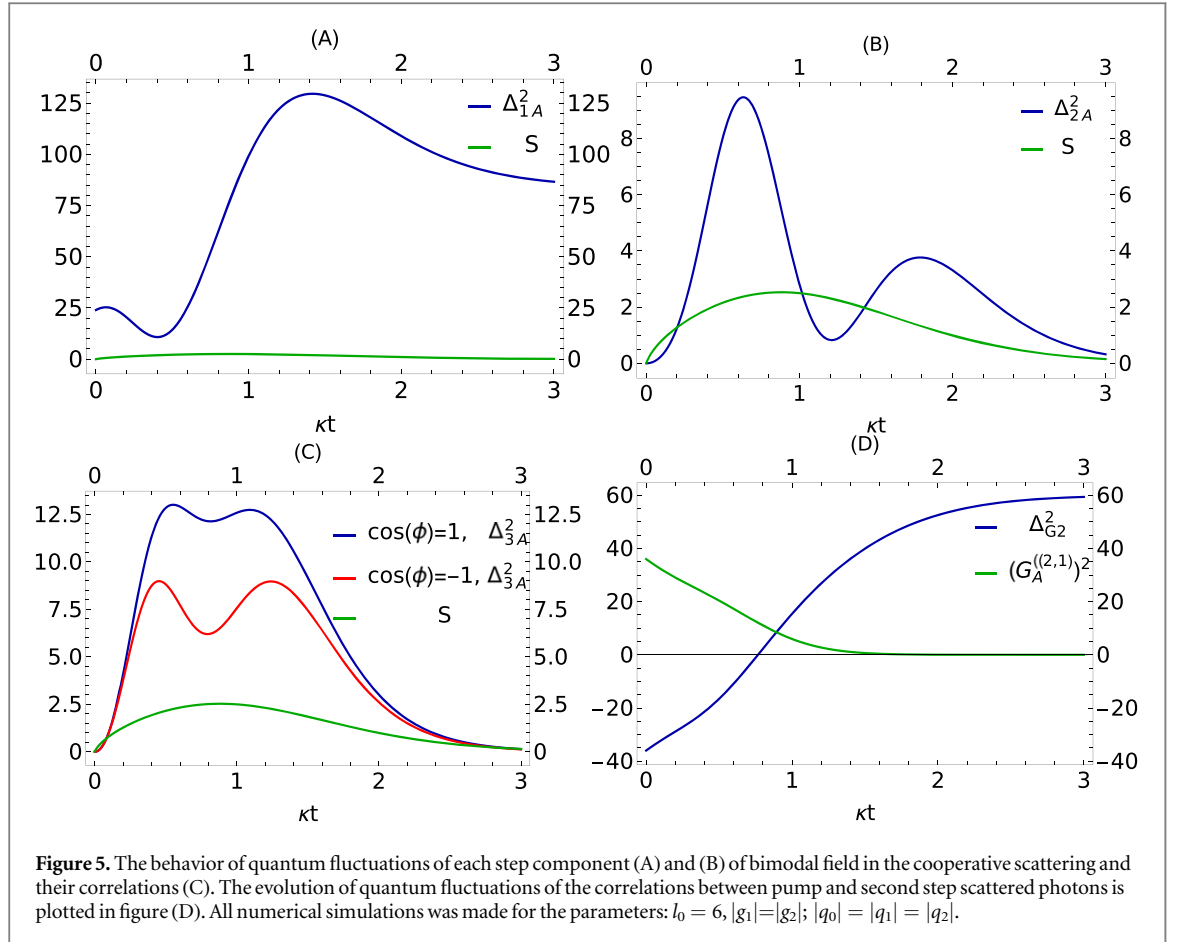 (A)
0 1 2 3
125 125
Δ²₁A
100 S 100
75 75
50 50
25 25
0 0
0 1 2 3
κt
(B)
0 1 2 3
8 Δ²₂A 8
S
6 6
4 4
2 2
0 0
0 1 2 3
κt
(C)
0 1 2 3
12.5 cos(ϕ)=1, Δ²₃A 12.5
10.0 cos(ϕ)=−1, Δ²₃A 10.0
7.5 S 7.5
5.0 5.0
2.5 2.5
0 0
0 1 2 3
κt
(D)
0 1 2 3
60 Δ²G2 60
40 (G_A^((2,1)))² 40
20 20
0 0
−20 −20
−40 −40
0 1 2 3
κt
Figure 5. The behavior of quantum fluctuations of each step component (A) and (B) of bimodal field in the cooperative scattering and
their correlations (C). The evolution of quantum fluctuations of the correlations between pump and second step scattered photons is
plotted in figure (D). All numerical simulations was made for the parameters: l₀ = 6, |g₁|=|g₂|; |q₀| = |q₁| = |q₂|.